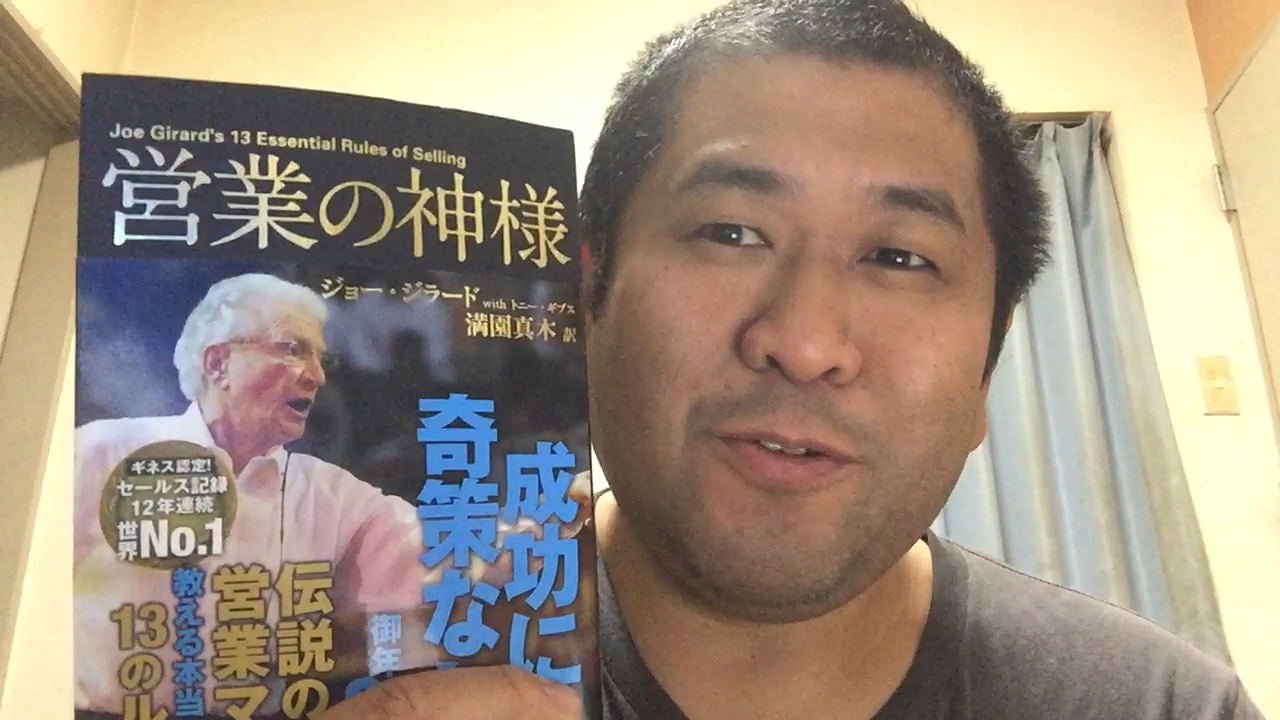 Joe Girard's 13 Essential Rules of Selling
営業の神様
ジョー・ジラード with トニー・ギブス
満園真木 訳
成功に
奇策な
ギネス認定!
セールス記録
12年連続
世界No.1
御年
伝説の
営業マ
教える本当
13のル